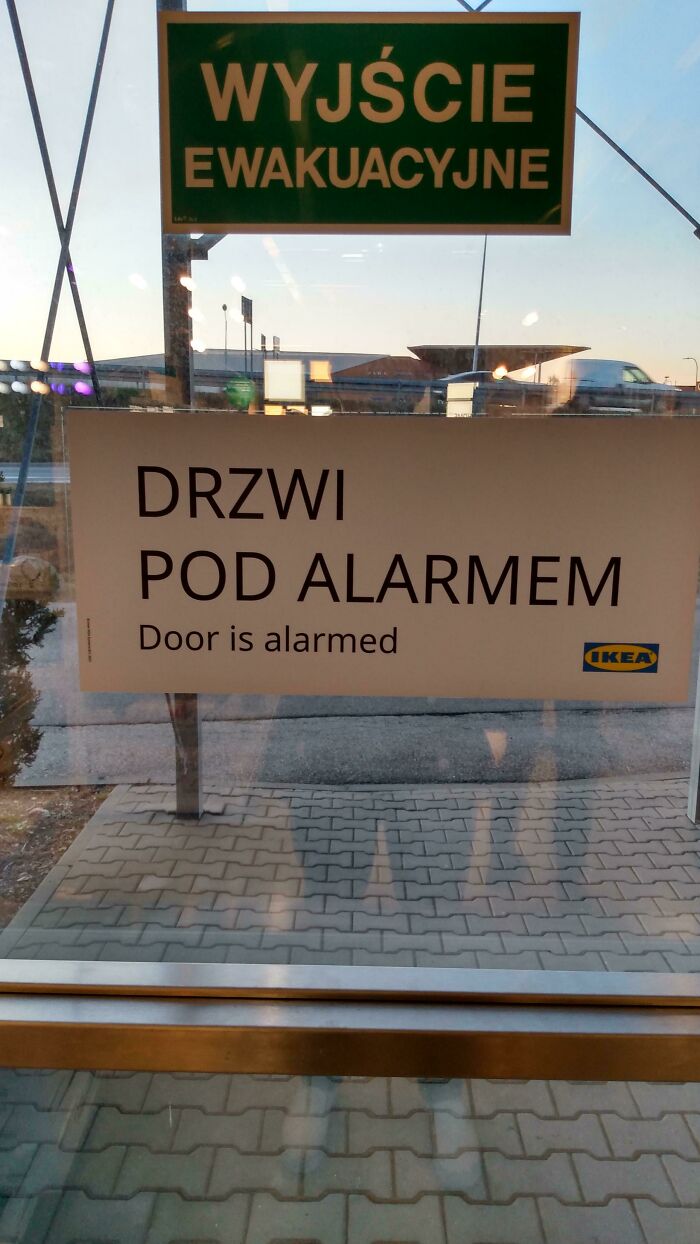 WYJŚCIE
EWAKUACYJNE
DRZWI
POD ALARMEM
Door is alarmed
IKEA